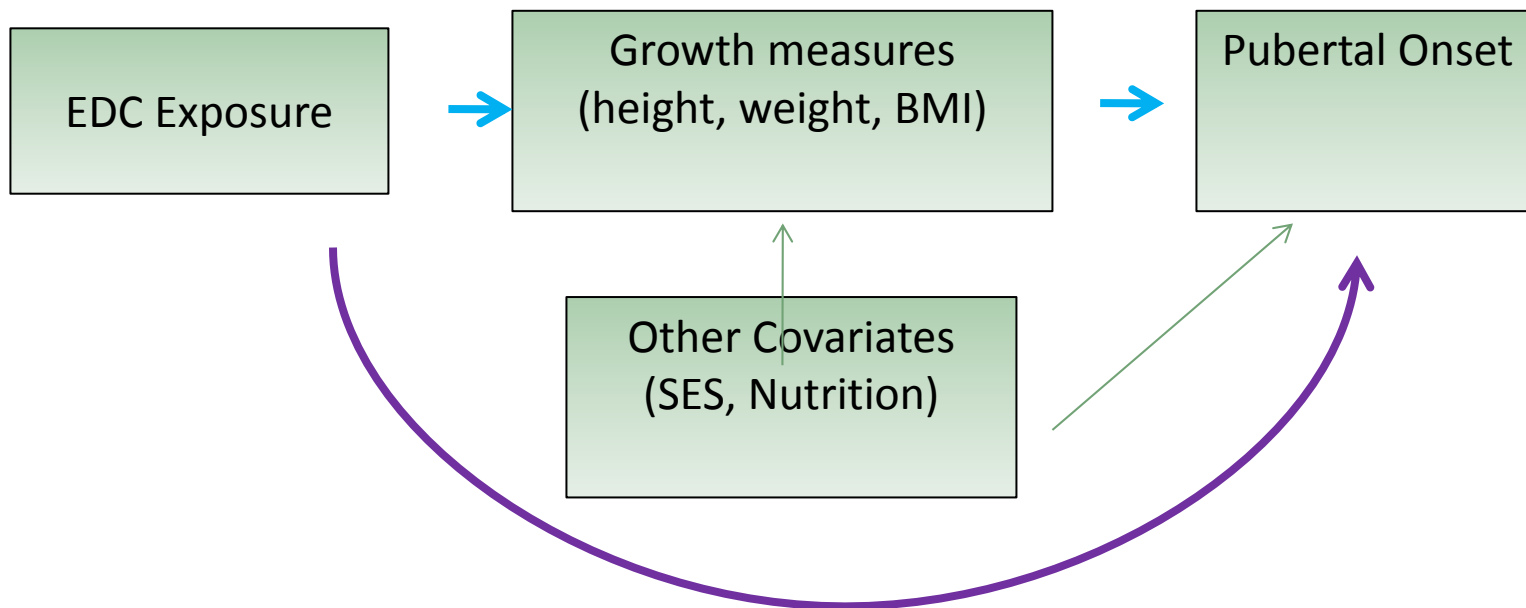 EDC Exposure
Growth measures
(height, weight, BMI)
Pubertal Onset
Other Covariates
(SES, Nutrition)